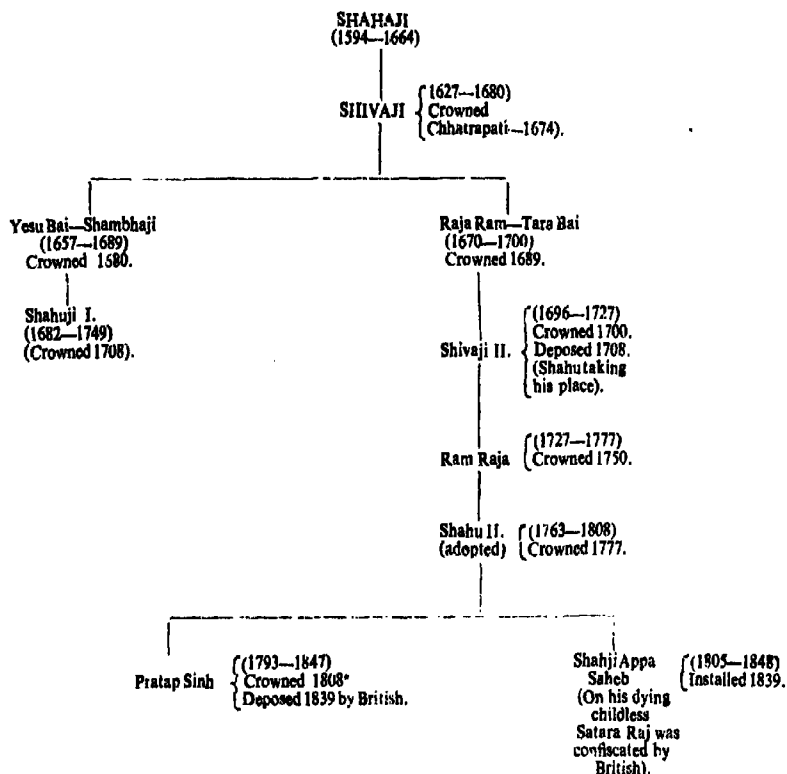 SHAHAJI
(1594—1664)
SHIVAJI
(1627—1680)
Crowned
Chhatrapati—1674).
Yesu Bai—Shambhaji
(1657—1689)
Crowned 1680.
Raja Ram—Tara Bai
(1670—1700)
Crowned 1689.
Shahuji I.
(1682—1749)
(Crowned 1708).
Shivaji II.
(1696—1727)
Crowned 1700.
Deposed 1708.
(Shahu taking
his place).
Ram Raja
(1727—1777)
Crowned 1750.
Shahu II.
(adopted)
(1763—1808)
Crowned 1777.
Pratap Sinh
(1793—1847)
Crowned 1808*
Deposed 1839 by British.
Shahji Appa
Saheb
(On his dying
childless
Satara Raj was
confiscated by
British).
(1805—1848)
Installed 1839.